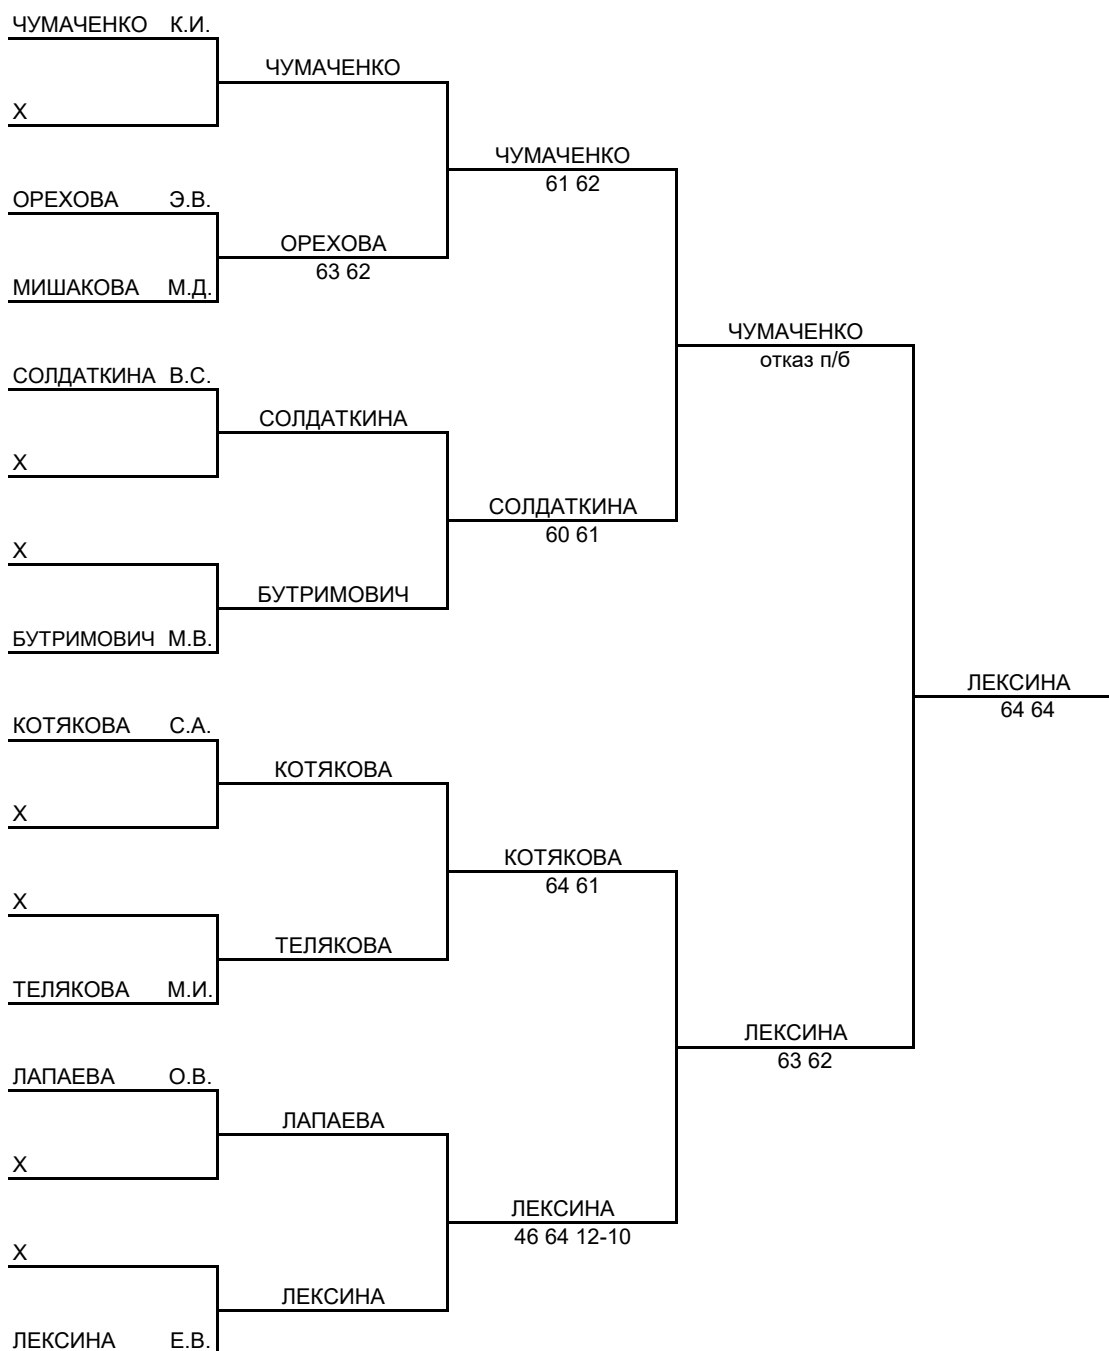 ЧУМАЧЕНКО К.И.
ЧУМАЧЕНКО
Х
ЧУМАЧЕНКО
61 62
ОРЕХОВА Э.В.
ОРЕХОВА
63 62
МИШАКОВА М.Д.
ЧУМАЧЕНКО
отказ п/б
СОЛДАТКИНА В.С.
СОЛДАТКИНА
Х
СОЛДАТКИНА
60 61
Х
БУТРИМОВИЧ
БУТРИМОВИЧ М.В.
ЛЕКСИНА
64 64
КОТЯКОВА С.А.
КОТЯКОВА
Х
КОТЯКОВА
64 61
Х
ТЕЛЯКОВА
ТЕЛЯКОВА М.И.
ЛЕКСИНА
63 62
ЛАПАЕВА О.В.
ЛАПАЕВА
Х
ЛЕКСИНА
46 64 12-10
Х
ЛЕКСИНА
ЛЕКСИНА Е.В.